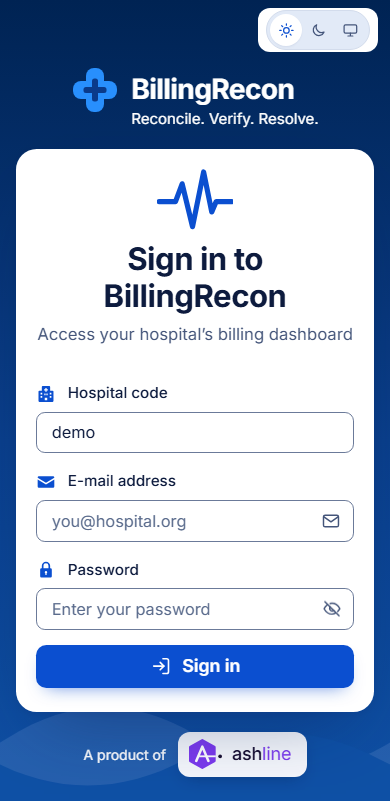 BillingRecon
Reconcile. Verify. Resolve.
Sign in to
BillingRecon
Access your hospital’s billing dashboard
Hospital code
demo
E-mail address
you@hospital.org
Password
Enter your password
Sign in
A product of ashline